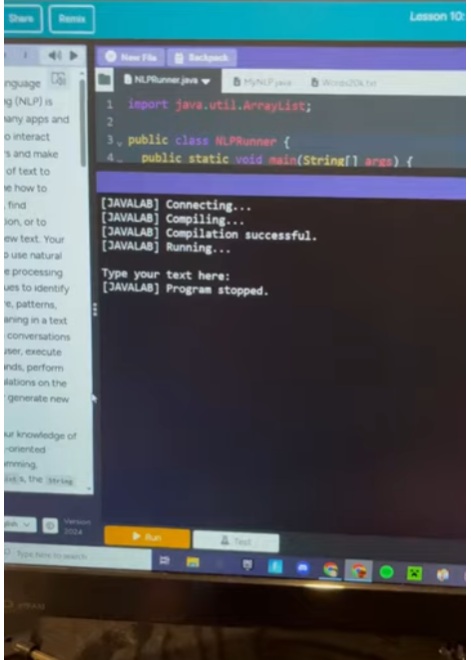 Share
Remix
Lesson 10:
New File
Backpack
nguage
g (NLP) is
any apps and
o interact
s and make
of text to
e how to
find
ion, or to
ew text. Your
o use natural
e processing
ues to identify
e, patterns,
aning in a text
conversations
user, execute
nds, perform
lations on the
generate new
ur knowledge of
-oriented
mming,
s, the String
NLPRunner.java
MyNLP.java
Words20k.txt
1 import java.util.ArrayList;
2
3 public class NLPRunner {
4 public static void main(String[] args) {
[JAVALAB] Connecting...
[JAVALAB] Compiling...
[JAVALAB] Compilation successful.
[JAVALAB] Running...
Type your text here:
[JAVALAB] Program stopped.
Version
2024
Run
Test
Type here to search